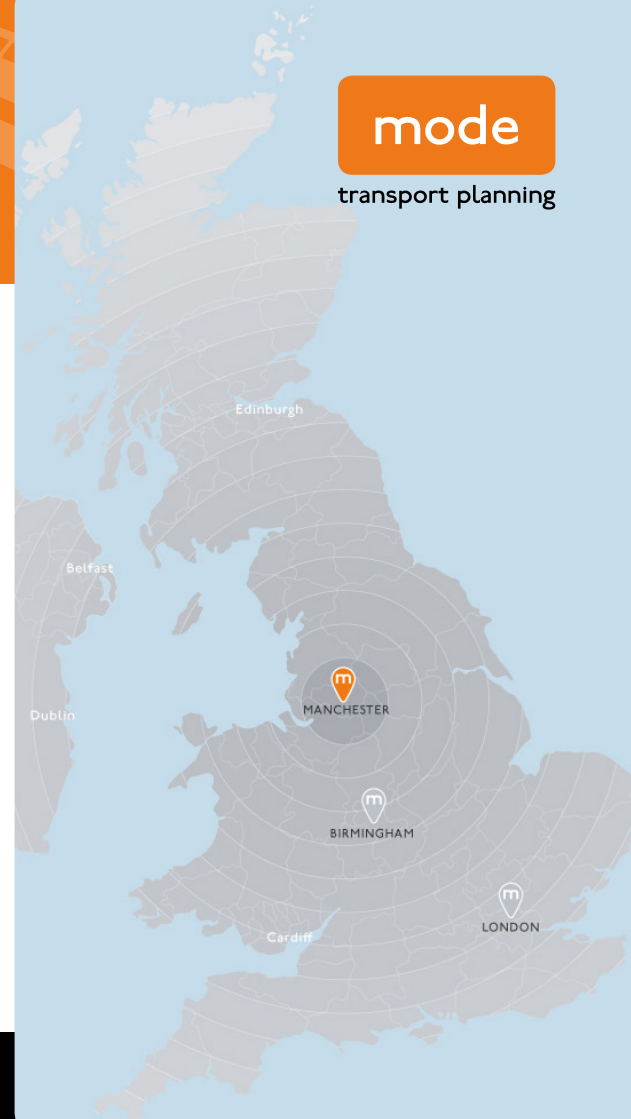 mode
transport planning
Edinburgh
Belfast
m
MANCHESTER
Dublin
m
BIRMINGHAM
m
LONDON
Cardiff